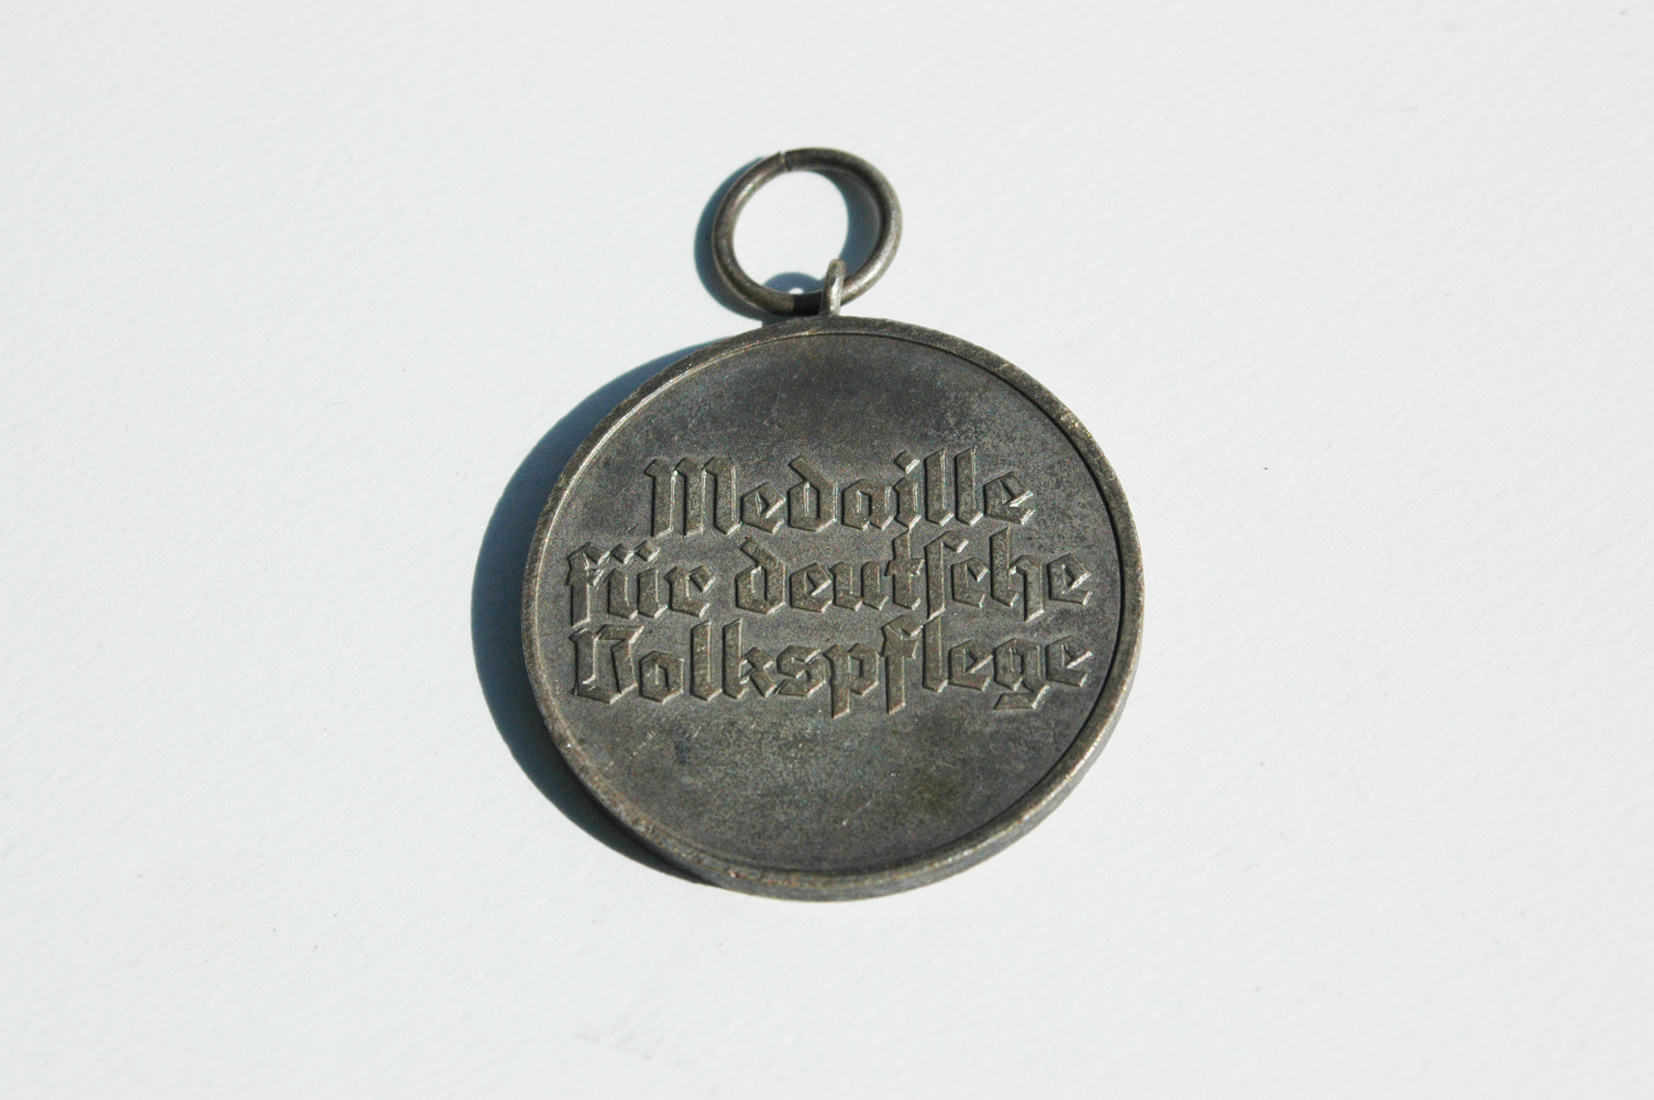 Medaille
für deutſche
Volkspflege